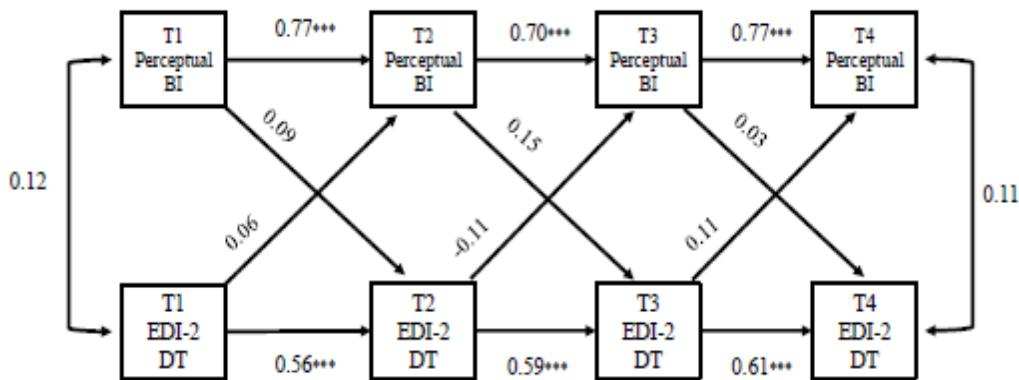 0.77*** 0.70*** 0.77***
T1 T2 T3 T4
Perceptual Perceptual Perceptual Perceptual
BI BI BI BI
0.09 0.15 0.03
0.12 0.11
0.06 -0.11 0.11
T1 T2 T3 T4
EDI-2 EDI-2 EDI-2 EDI-2
DT DT DT DT
0.56*** 0.59*** 0.61***